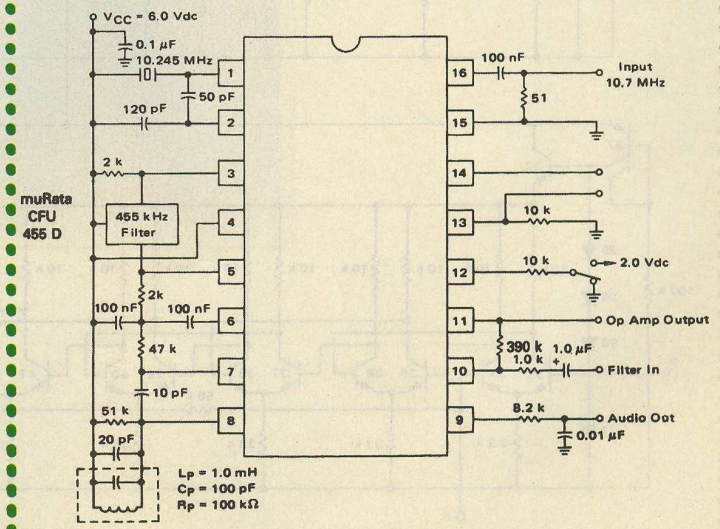 VCC = 6.0 Vdc
0.1 µF
10.245 MHz
50 pF
120 pF
2 k
muRata
CFU
455 D
455 kHz
Filter
2k
100 nF
100 nF
47 k
10 pF
51 k
20 pF
LP = 1.0 mH
CP = 100 pF
RP = 100 kΩ
1
2
3
4
5
6
7
8
16
15
14
13
12
11
10
9
100 nF
Input
10.7 MHz
51
10 k
10 k
2.0 Vdc
Op Amp Output
390 k
1.0 k
+
1.0 µF
Filter In
8.2 k
Audio Out
0.01 µF